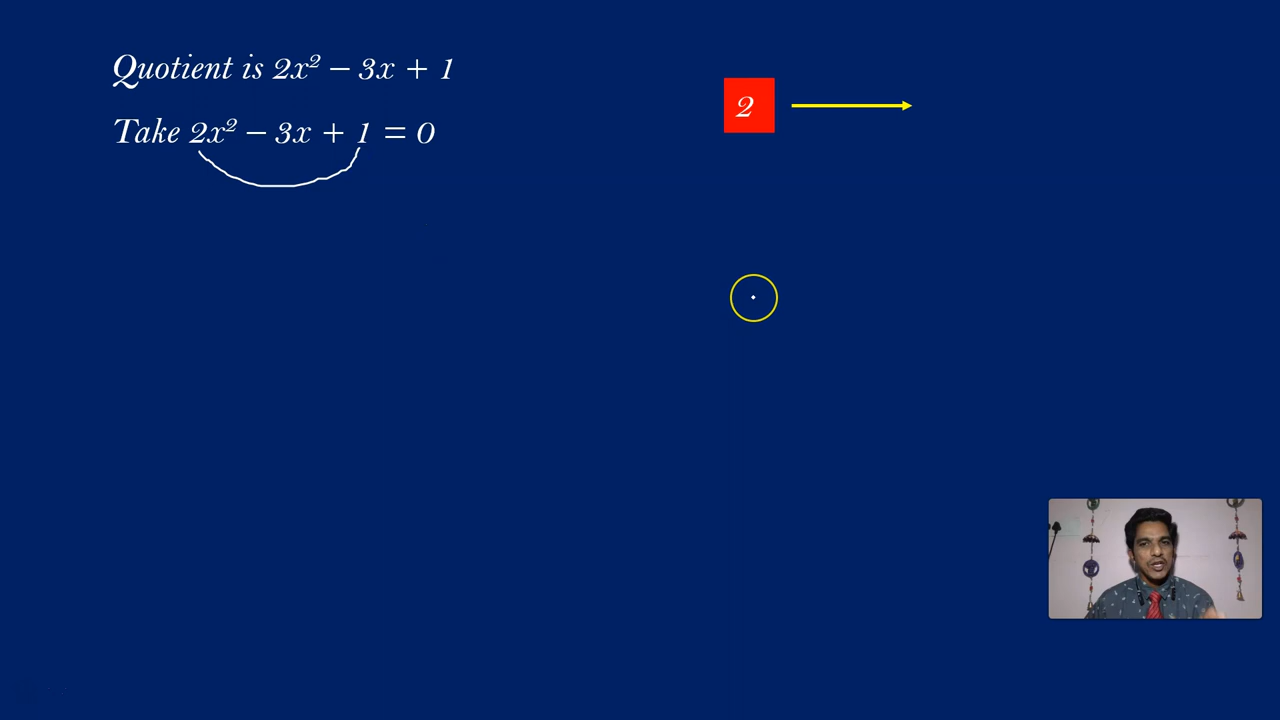 Quotient is 2x² − 3x + 1
Take 2x² − 3x + 1 = 0
2